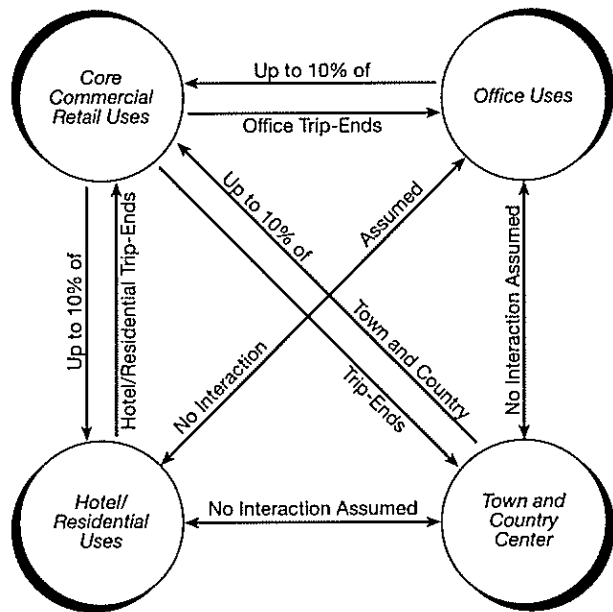 Core
Commercial
Retail Uses
Up to 10% of
Office Trip-Ends
Office Uses
Up to 10% of
Town and Country
Trip-Ends
Assumed
No Interaction
Up to 10% of
Hotel/Residential Trip-Ends
No Interaction Assumed
Hotel/
Residential
Uses
No Interaction Assumed
Town and
Country
Center